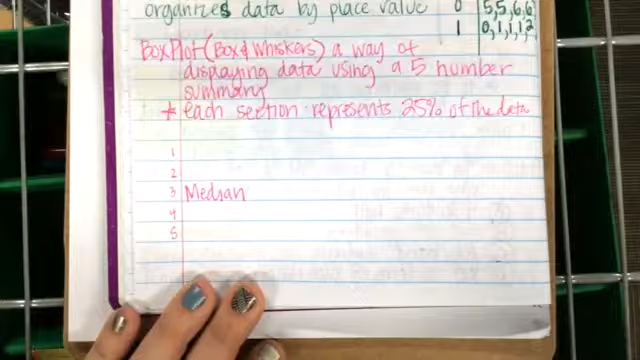 organizes data by place value
0 5,5,6,6
1 0,1,1,2
Box Plot (Box & Whiskers) a way of
displaying data using a 5 number
summary
* each section represents 25% of the data
1
2
3 Median
4
5